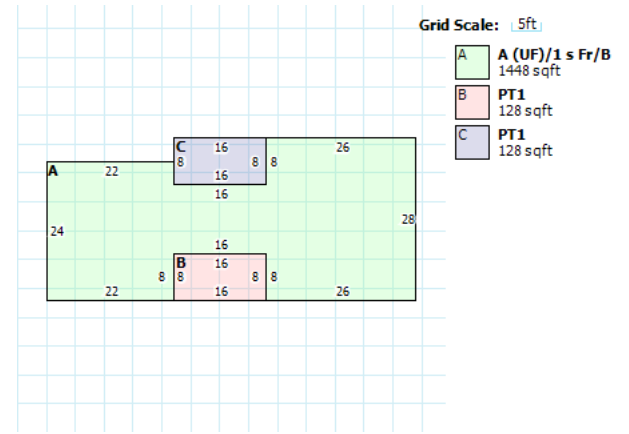 Grid Scale: 5ft
A A (UF)/1 s Fr/B
1448 sqft
B PT1
128 sqft
C PT1
128 sqft
C 16 26
8 8 8
A 22 16
16
24 28
16
B 16
8 8 8 8
22 16 26